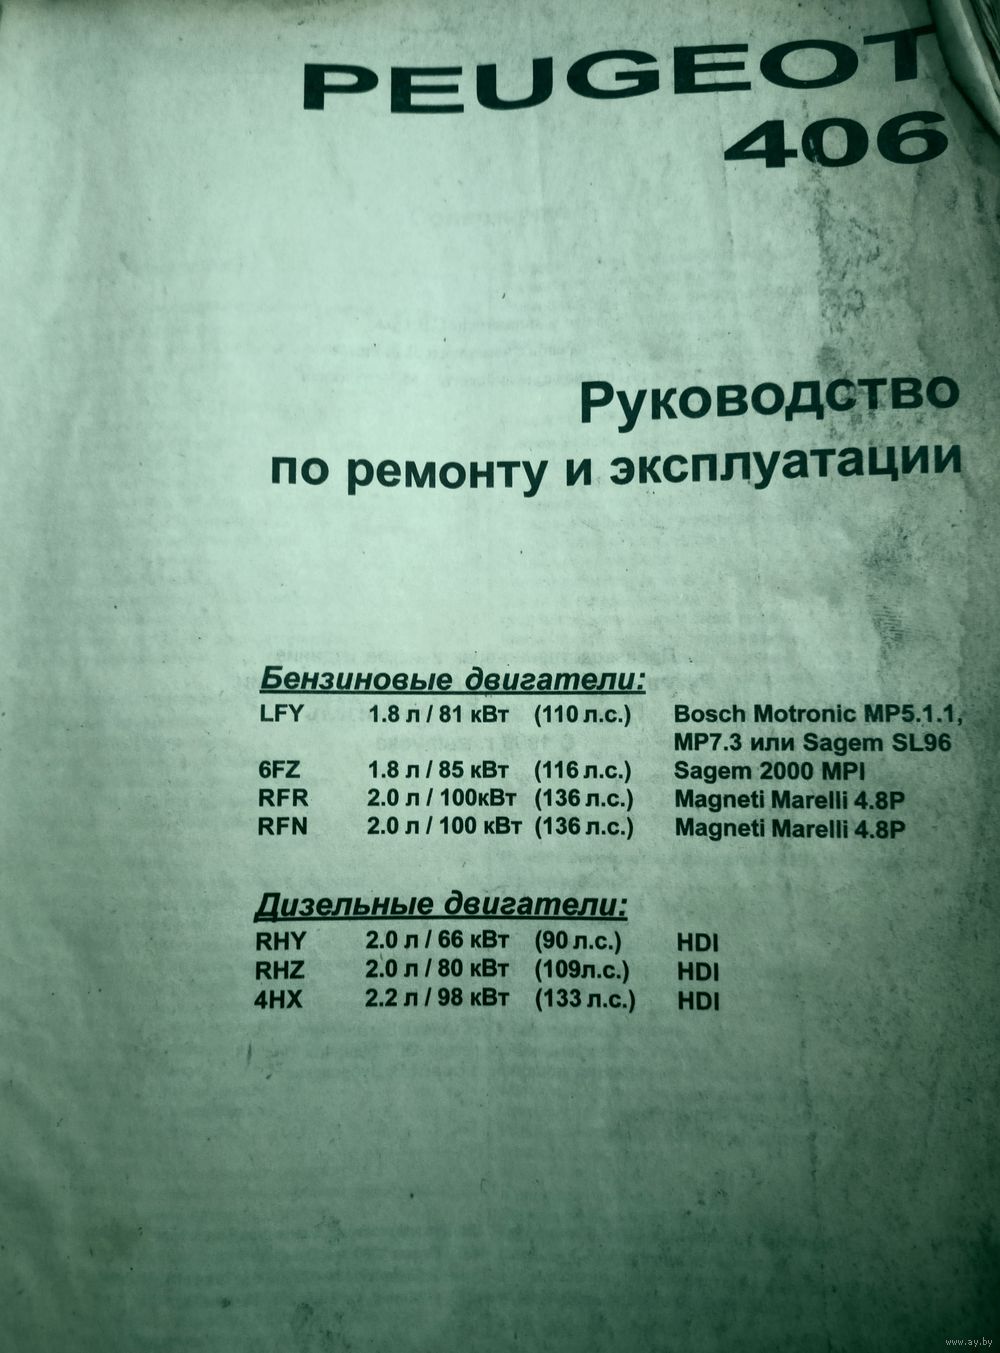 PEUGEOT
406
Руководство
по ремонту и эксплуатации
Бензиновые двигатели:
LFY 1.8 л / 81 кВт (110 л.с.) Bosch Motronic MP5.1.1,
MP7.3 или Sagem SL96
6FZ 1.8 л / 85 кВт (116 л.с.) Sagem 2000 MPI
RFR 2.0 л / 100кВт (136 л.с.) Magneti Marelli 4.8P
RFN 2.0 л / 100 кВт (136 л.с.) Magneti Marelli 4.8P
Дизельные двигатели:
RHY 2.0 л / 66 кВт (90 л.с.) HDI
RHZ 2.0 л / 80 кВт (109л.с.) HDI
4HX 2.2 л / 98 кВт (133 л.с.) HDI
www.ay.by